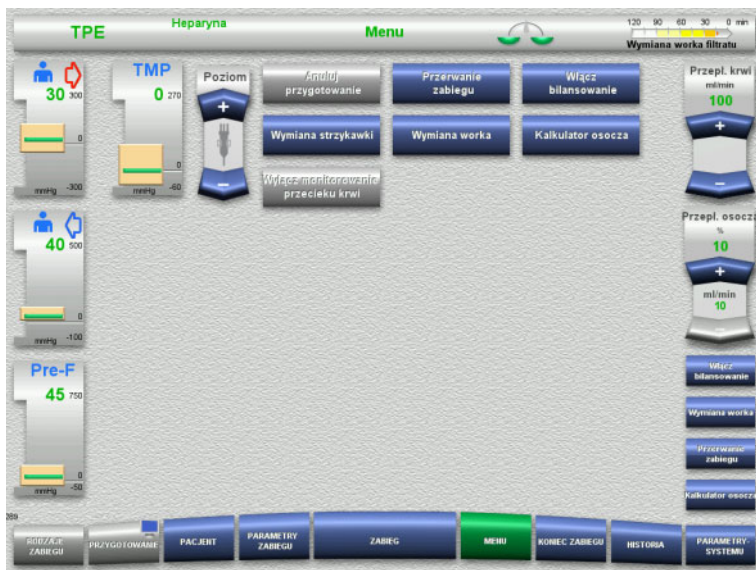 TPE
Heparyna
Menu
120 90 60 30 0 min
Wymiana worka filtratu
30 300
0
mmHg -300
TMP
0 270
0
mmHg -60
Poziom
+
−
Anuluj
przygotowanie
Przerwanie
zabiegu
Włącz
bilansowanie
Wymiana strzykawki
Wymiana worka
Kalkulator osocza
Wyłącz monitorowanie
przecieku krwi
Przepl. krwi
ml/min
100
+
−
40 500
0
mmHg -100
Przepl. osocza
%
10
+
ml/min
10
−
Pre-F
45 750
0
mmHg -50
Włącz
bilansowanie
Wymiana worka
Przerwanie
zabiegu
Kalkulator osocza
269
RODZAJE
ZABIEGU
PRZYGOTOWANIE
PACJENT
PARAMETRY
ZABIEGU
ZABIEG
MENU
KONIEC ZABIEGU
HISTORIA
PARAMETRY-
SYSTEMU